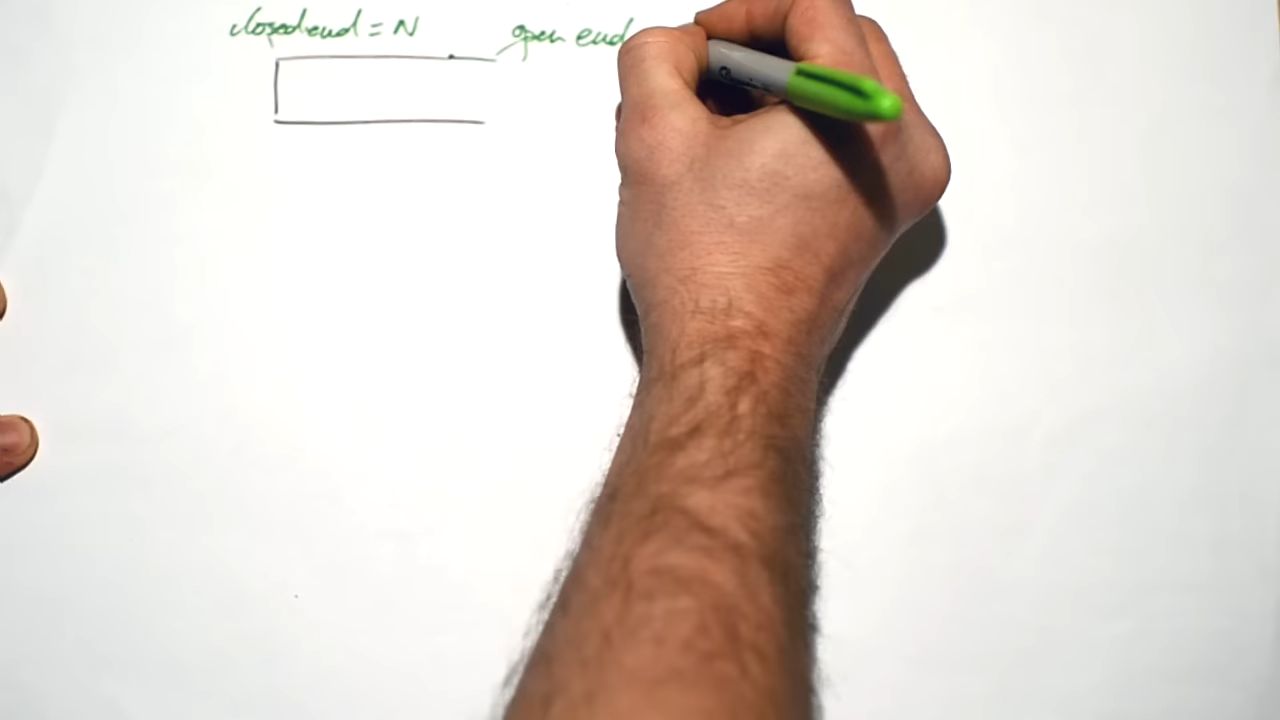 closed end = N open end